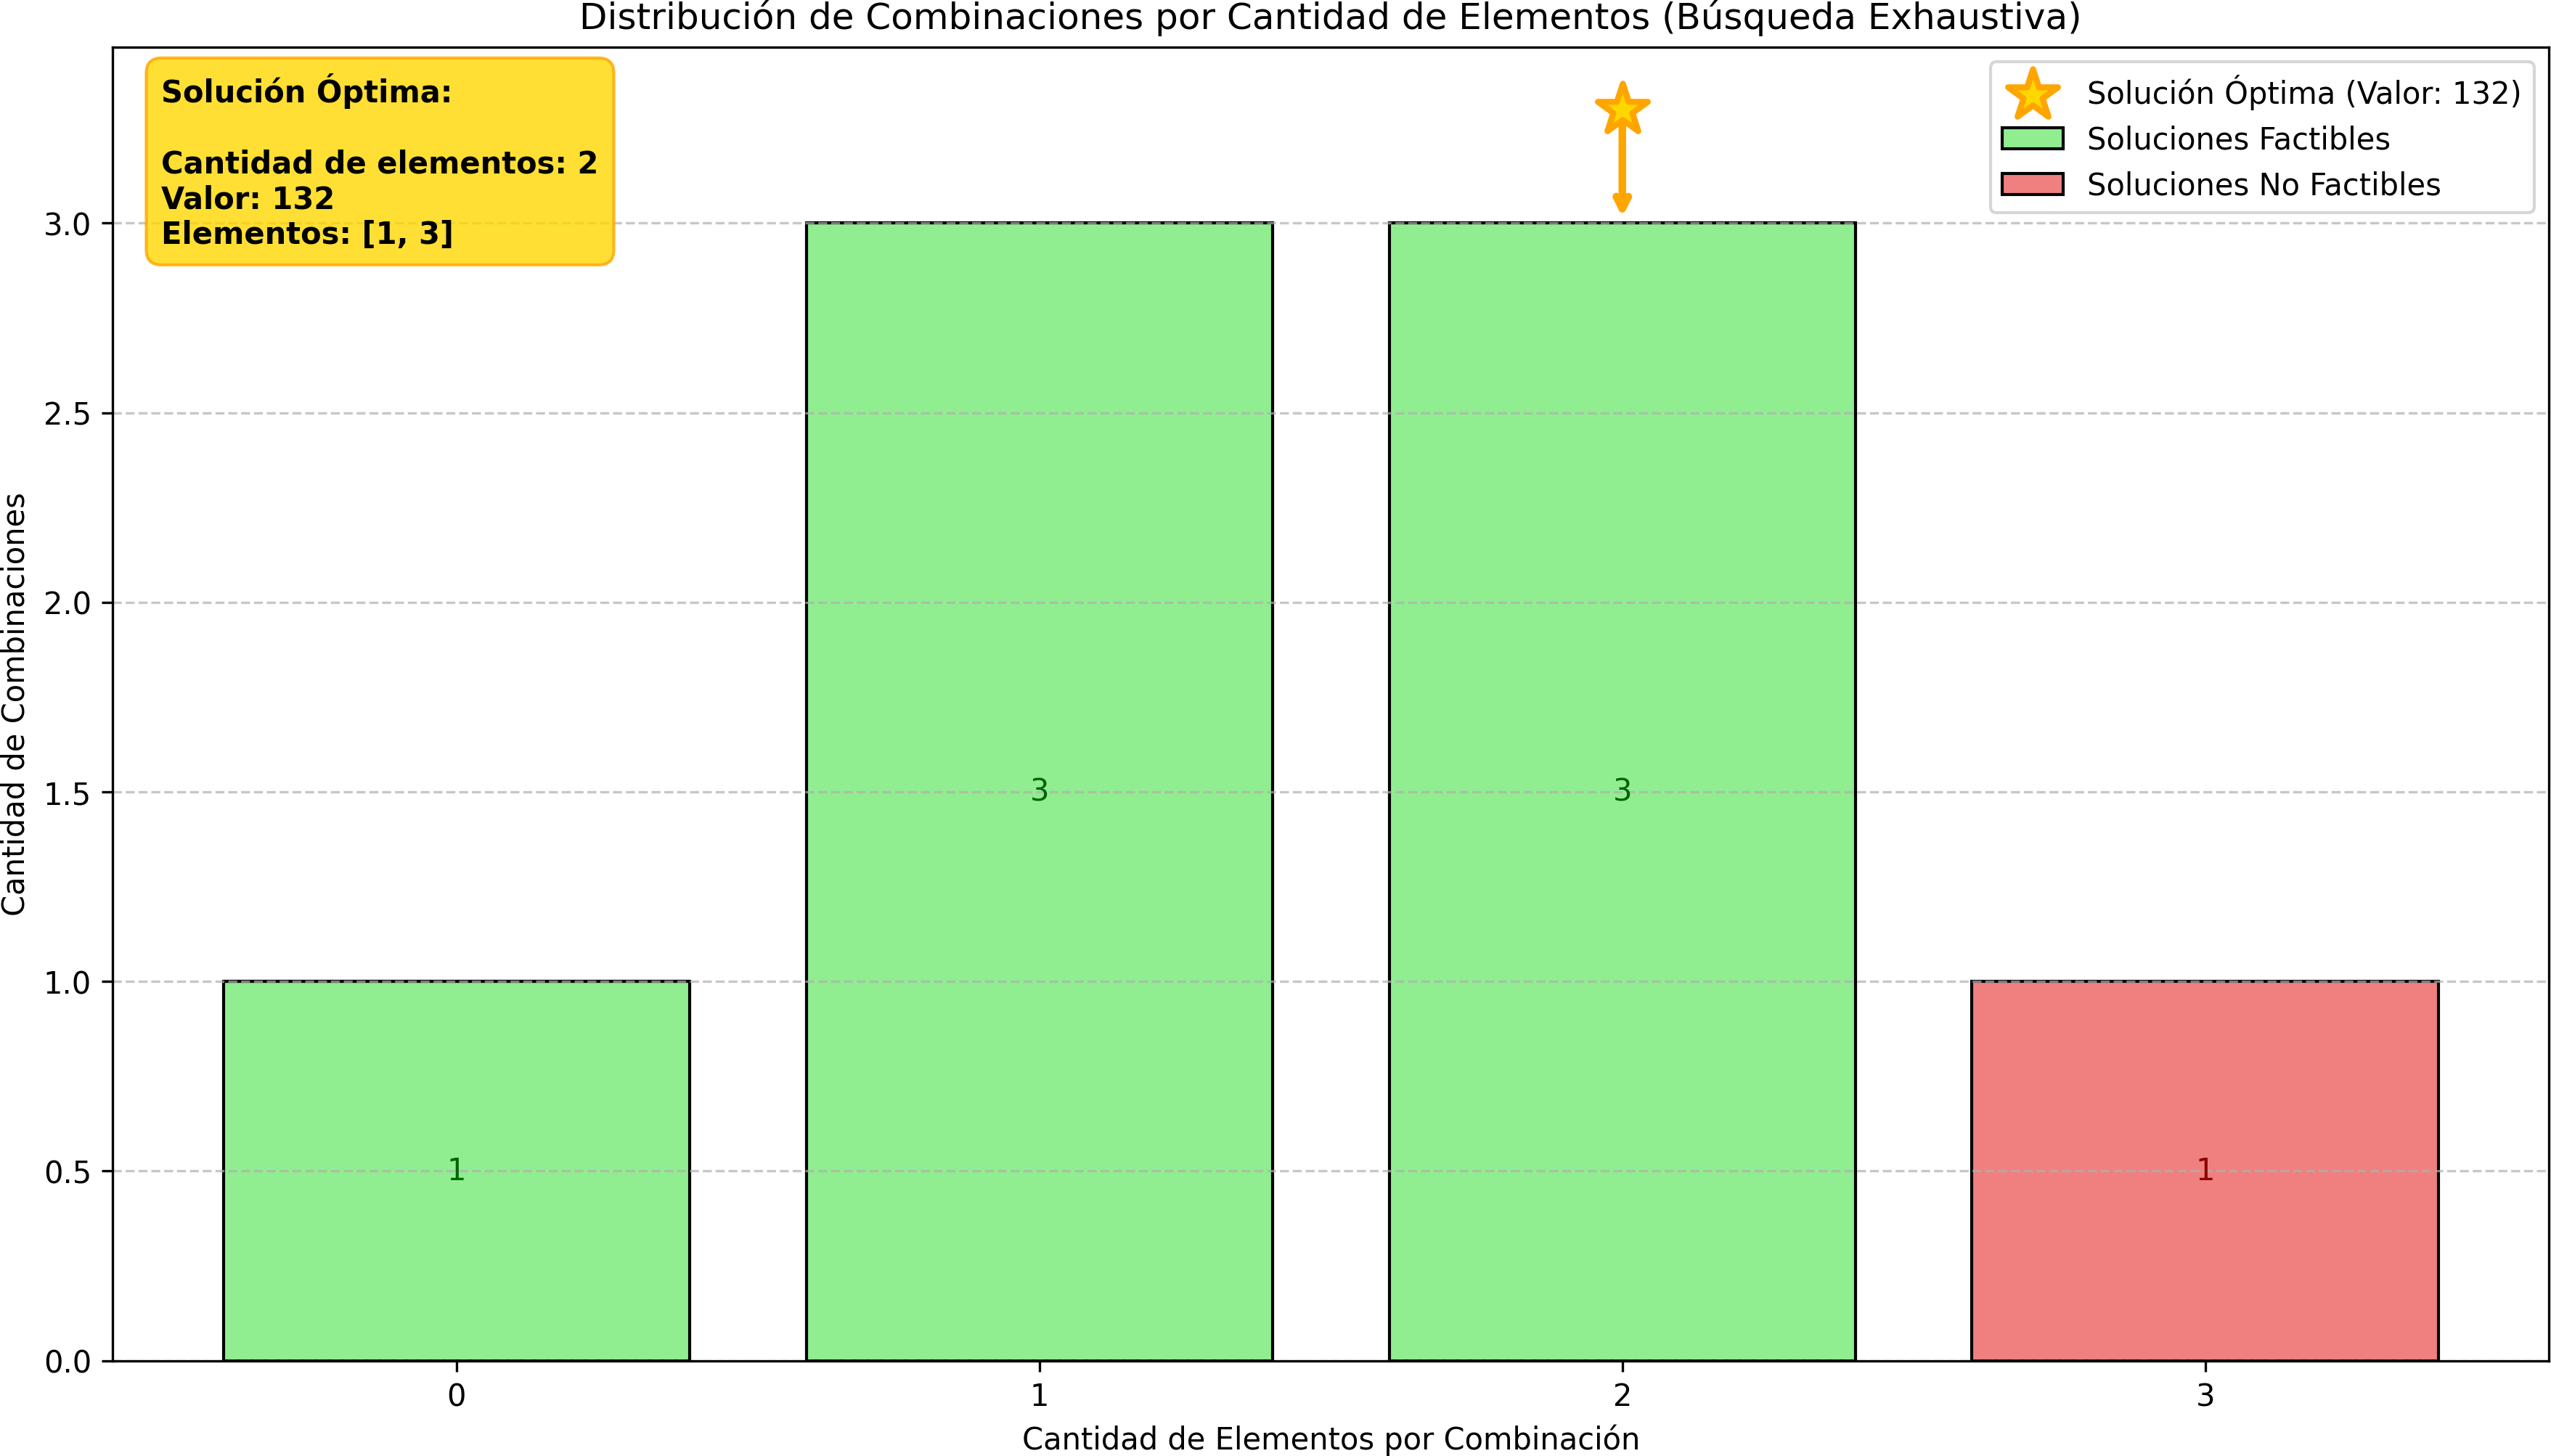 Distribución de Combinaciones por Cantidad de Elementos (Búsqueda Exhaustiva)
Solución Óptima:
Cantidad de elementos: 2
Valor: 132
Elementos: [1, 3]
Solución Óptima (Valor: 132)
Soluciones Factibles
Soluciones No Factibles
Cantidad de Combinaciones
3.0
2.5
2.0
1.5
1.0
0.5
0.0
1
3
3
1
0
1
2
3
Cantidad de Elementos por Combinación